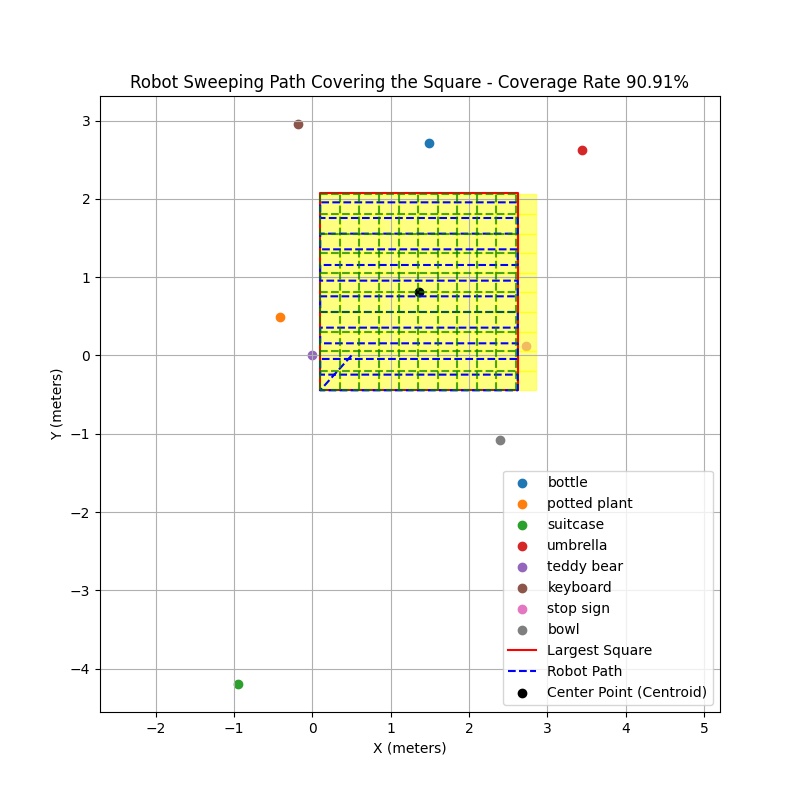 Robot Sweeping Path Covering the Square - Coverage Rate 90.91%
3
2
1
0
−1
−2
−3
−4
Y (meters)
−2 −1 0 1 2 3 4 5
X (meters)
bottle
potted plant
suitcase
umbrella
teddy bear
keyboard
stop sign
bowl
Largest Square
Robot Path
Center Point (Centroid)